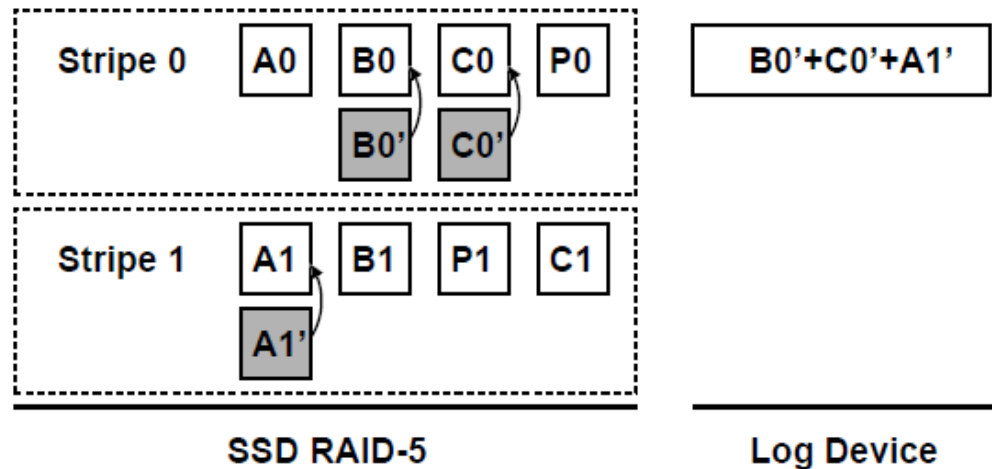 Stripe 0 A0 B0 C0 P0 B0’+C0’+A1’
B0’ C0’
Stripe 1 A1 B1 P1 C1
A1’
SSD RAID-5 Log Device